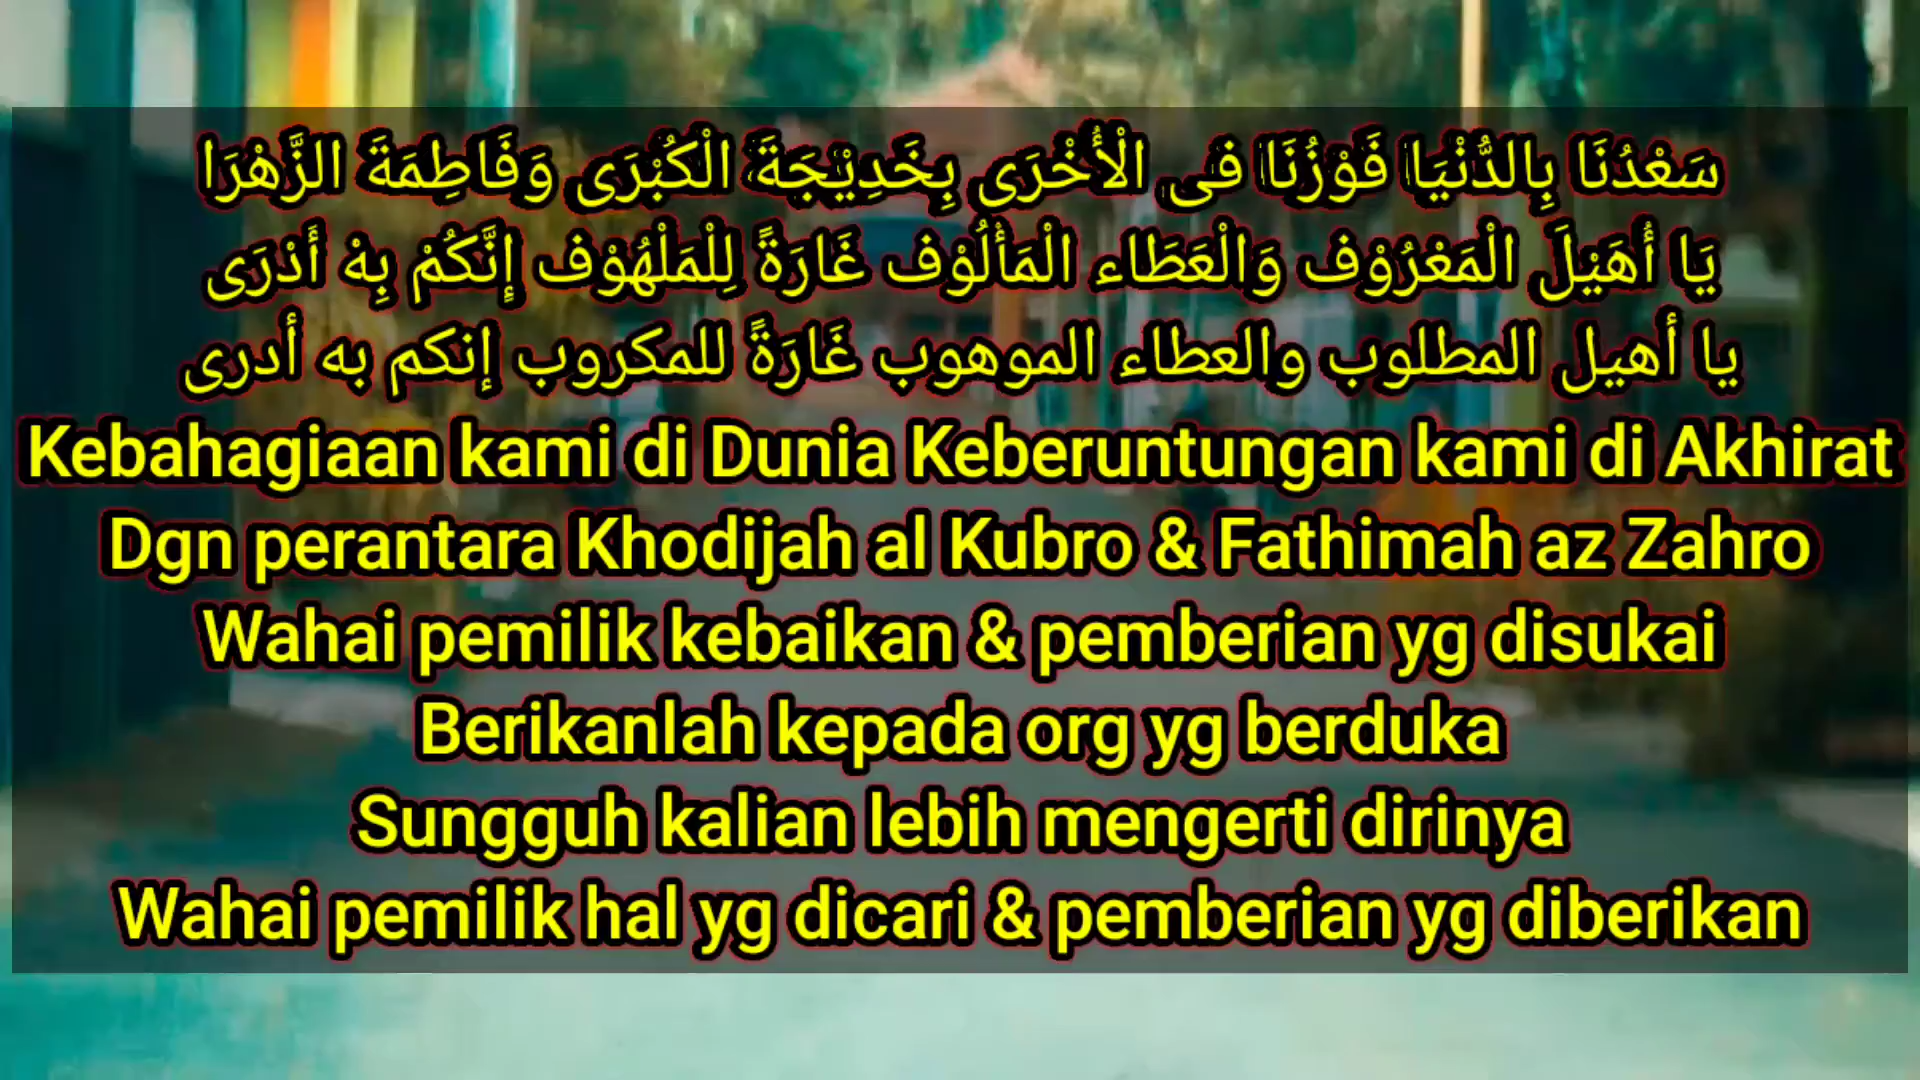 سَعْدُنَا بِالدُّنْيَا فَوْزُنَا فى الْأُخْرَى بِخَدِيْجَةَ الْكُبْرَى وَفَاطِمَةَ الزَّهْرَا
يَا أُهَيْلَ الْمَعْرُوْف وَالْعَطَاء الْمَأْلُوْف غَارَةً لِلْمَلْهُوْف إِنَّكُمْ بِهْ أَدْرَى
يا أهيل المطلوب والعطاء الموهوب غَارَةً للمكروب إنكم به أدرى
Kebahagiaan kami di Dunia Keberuntungan kami di Akhirat
Dgn perantara Khodijah al Kubro & Fathimah az Zahro
Wahai pemilik kebaikan & pemberian yg disukai
Berikanlah kepada org yg berduka
Sungguh kalian lebih mengerti dirinya
Wahai pemilik hal yg dicari & pemberian yg diberikan